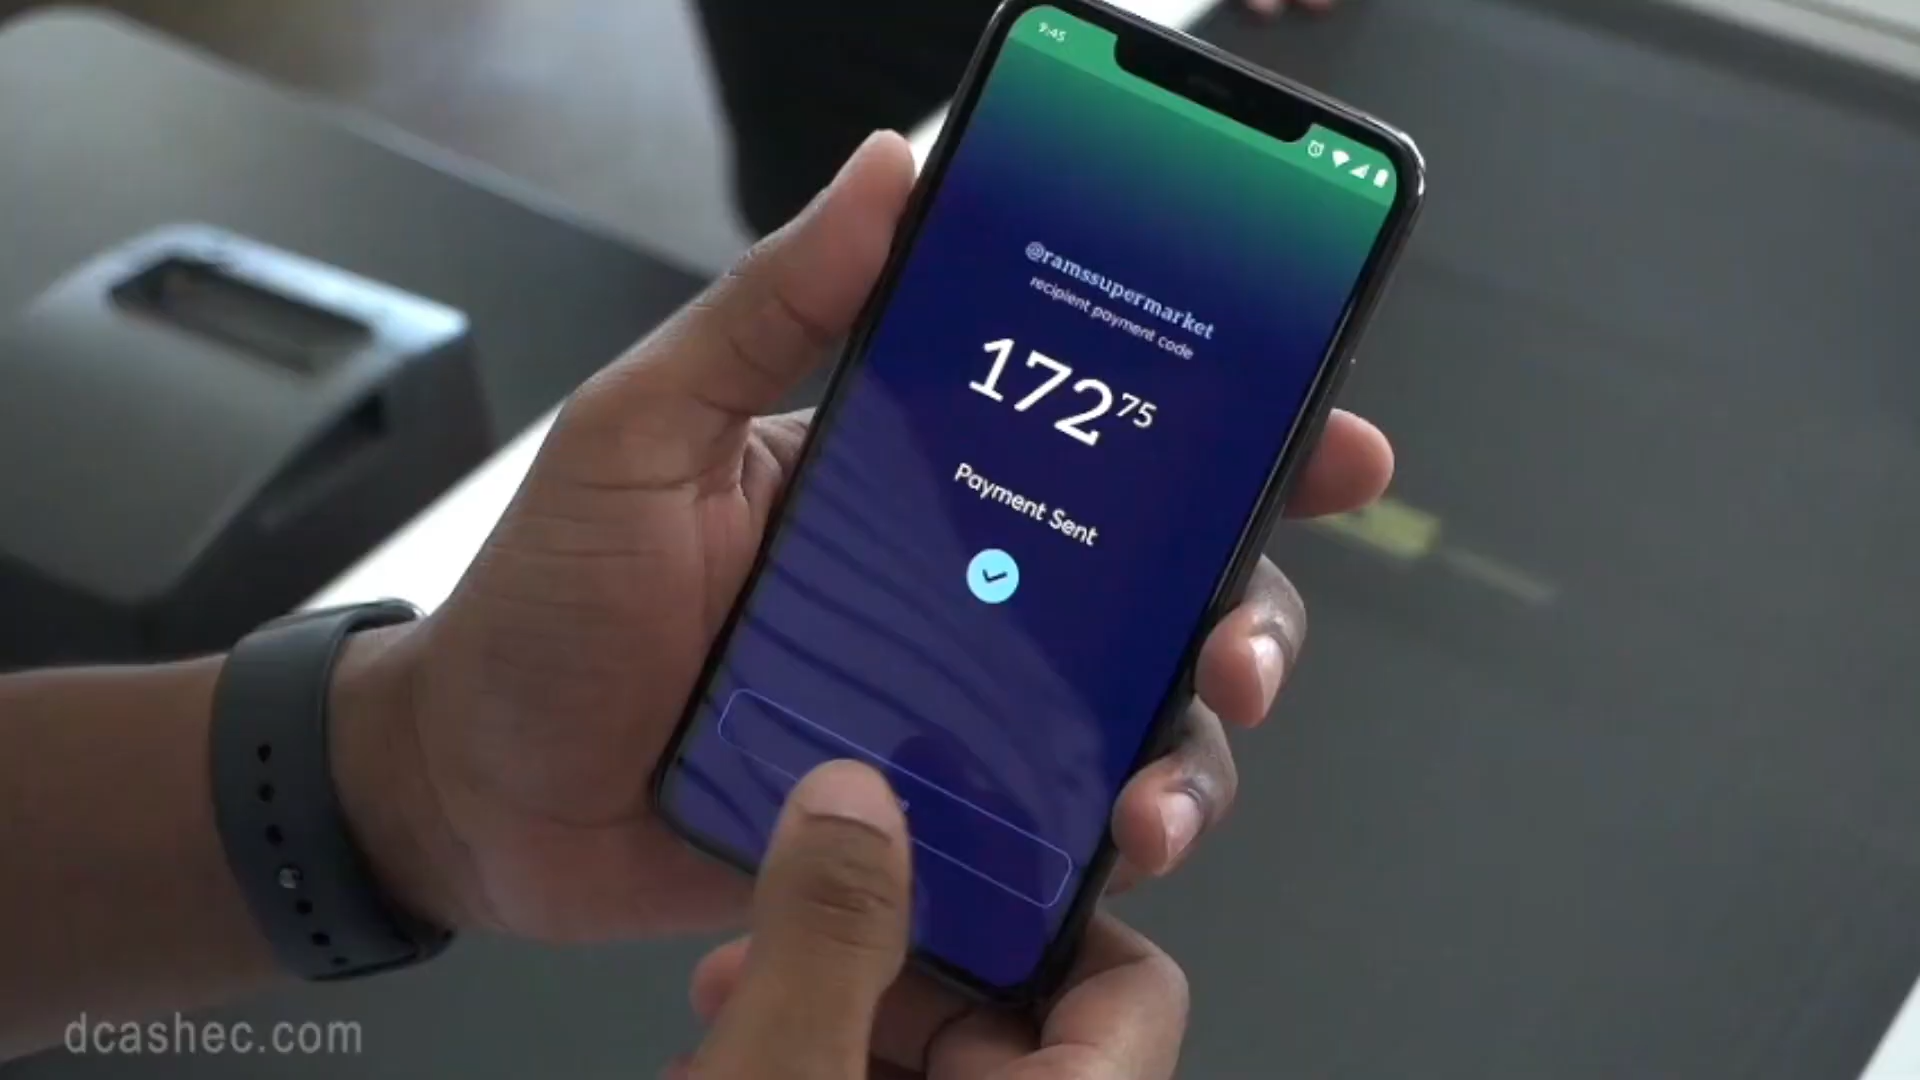 9:45
@ramssupermarket
recipient payment code
172 75
Payment Sent
dcashec.com